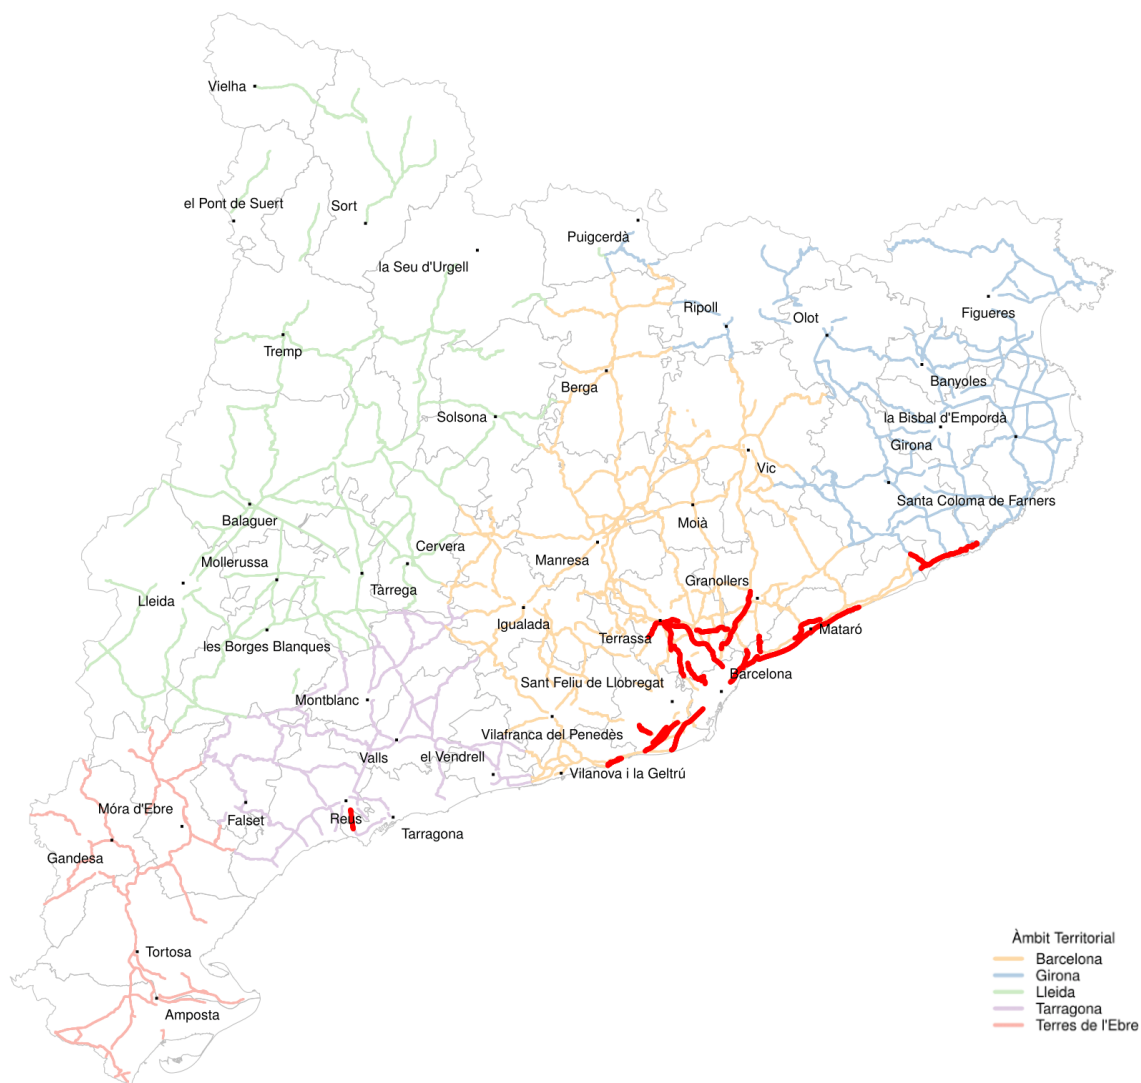 Vielha
el Pont de Suert
Sort
Puigcerdà
la Seu d'Urgell
Ripoll
Olot
Figueres
Tremp
Berga
Banyoles
Solsona
la Bisbal d'Empordà
Girona
Vic
Santa Coloma de Farners
Balaguer
Moià
Cervera
Manresa
Mollerussa
Granollers
Tàrrega
Lleida
Igualada
Terrassa
Mataró
les Borges Blanques
Barcelona
Sant Feliu de Llobregat
Montblanc
Vilafranca del Penedès
Valls
el Vendrell
Vilanova i la Geltrú
Móra d'Ebre
Falset
Reus
Tarragona
Gandesa
Tortosa
Amposta
Àmbit Territorial
Barcelona
Girona
Lleida
Tarragona
Terres de l'Ebre